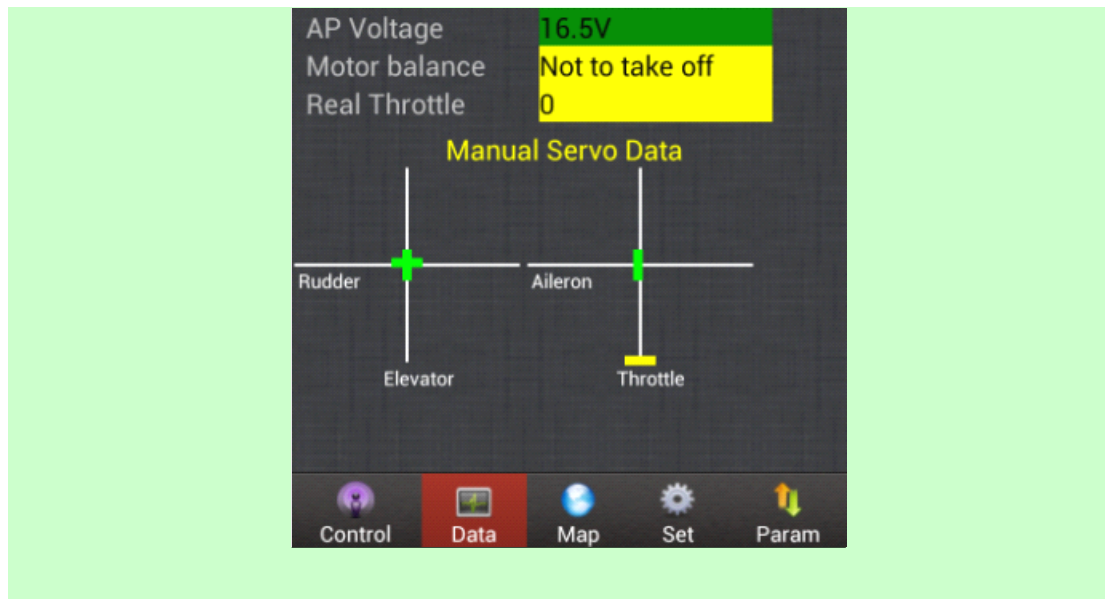 AP Voltage 16.5V
Motor balance Not to take off
Real Throttle 0
Manual Servo Data
Rudder Aileron
Elevator Throttle
Control Data Map Set Param